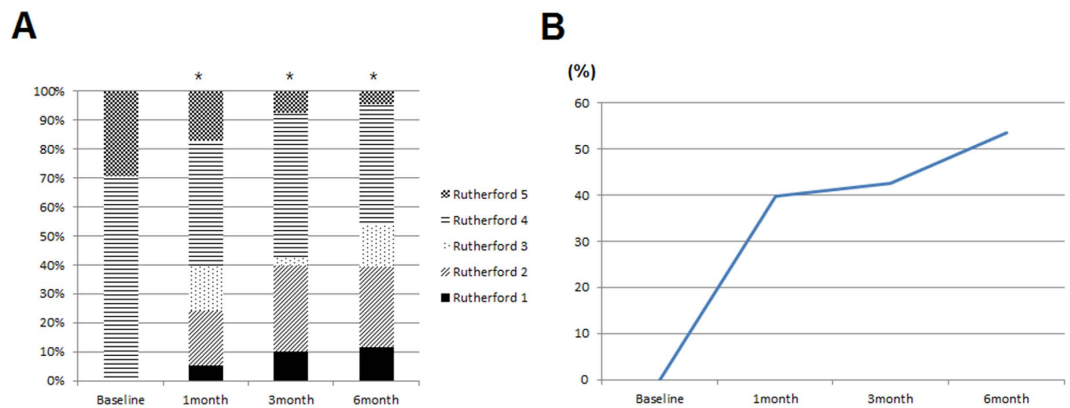 A
* * *
100%
90%
80%
70%
60%
50%
40%
30%
20%
10%
0%
Baseline 1month 3month 6month
Rutherford 5
Rutherford 4
Rutherford 3
Rutherford 2
Rutherford 1
B
(%)
60
50
40
30
20
10
0
Baseline 1month 3month 6month